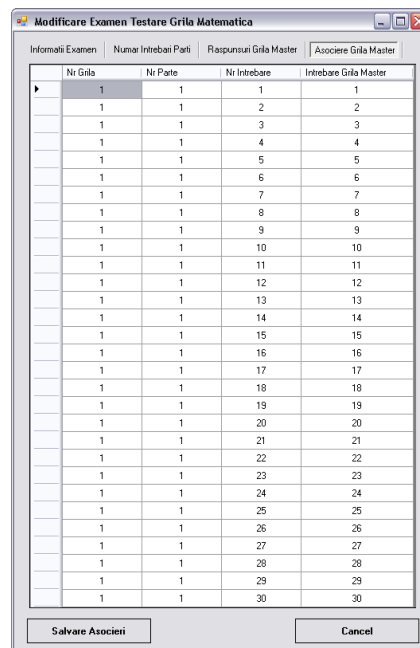 Modificare Examen Testare Grila Matematica
Informatii Examen Numar Intrebari Parti Raspunsuri Grila Master Asociere Grila Master
Nr Grila Nr Parte Nr Intrebare Intrebare Grila Master
1 1 1 1
1 1 2 2
1 1 3 3
1 1 4 4
1 1 5 5
1 1 6 6
1 1 7 7
1 1 8 8
1 1 9 9
1 1 10 10
1 1 11 11
1 1 12 12
1 1 13 13
1 1 14 14
1 1 15 15
1 1 16 16
1 1 17 17
1 1 18 18
1 1 19 19
1 1 20 20
1 1 21 21
1 1 22 22
1 1 23 23
1 1 24 24
1 1 25 25
1 1 26 26
1 1 27 27
1 1 28 28
1 1 29 29
1 1 30 30
Salvare Asocieri Cancel